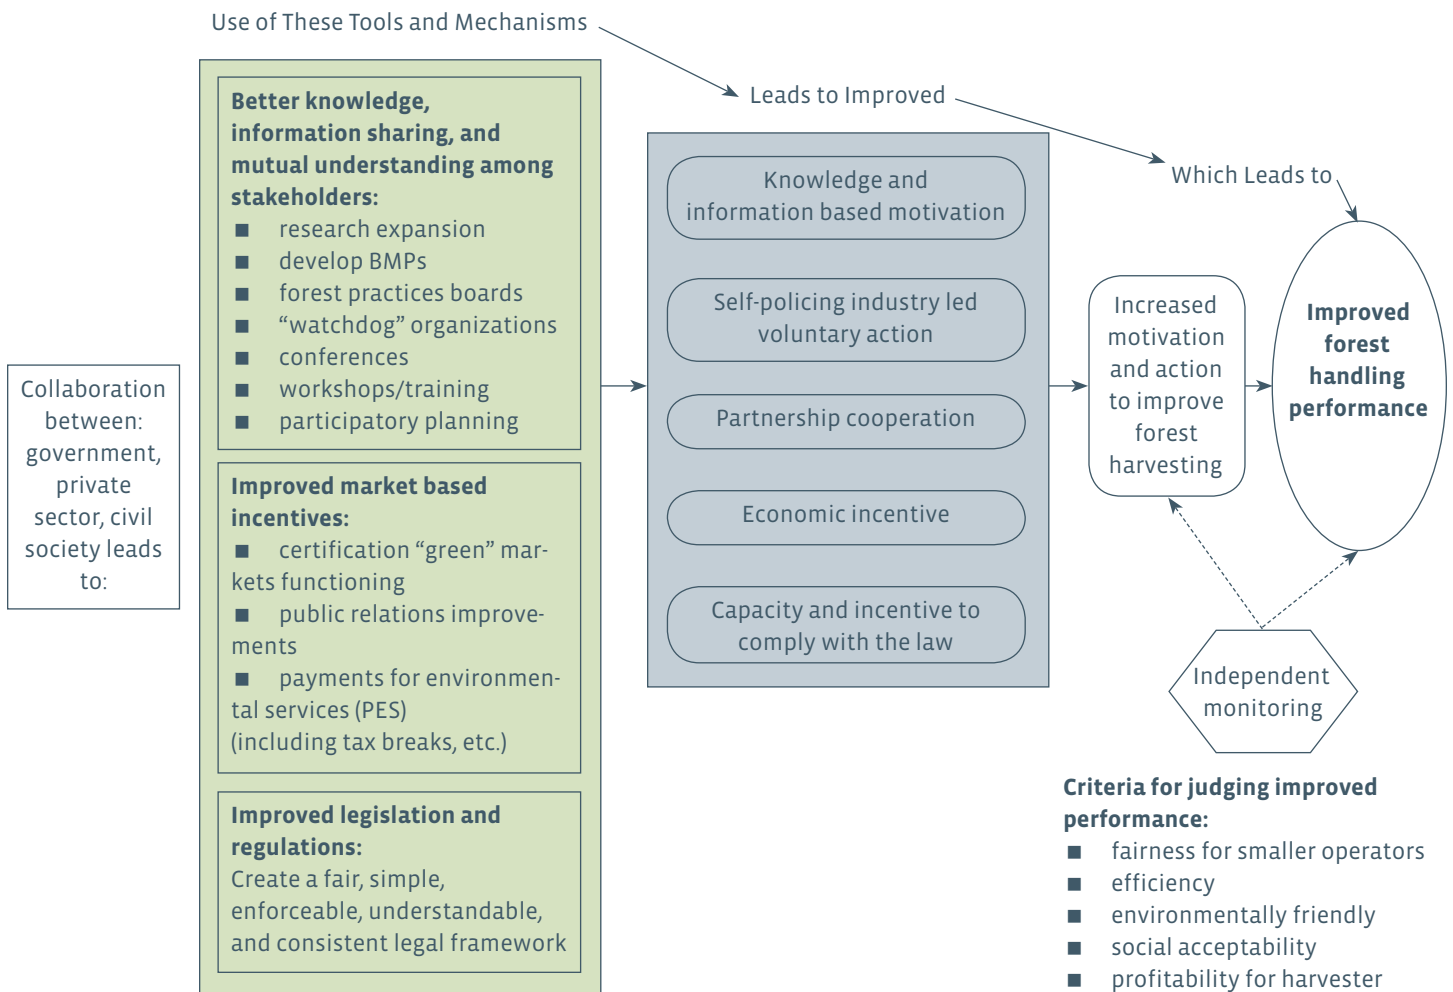 Use of These Tools and Mechanisms
Leads to Improved
Which Leads to
Collaboration
between:
government,
private
sector, civil
society leads
to:
Better knowledge,
information sharing, and
mutual understanding among
stakeholders:
■ research expansion
■ develop BMPs
■ forest practices boards
■ “watchdog” organizations
■ conferences
■ workshops/training
■ participatory planning
Improved market based
incentives:
■ certification “green” mar-
kets functioning
■ public relations improve-
ments
■ payments for environmen-
tal services (PES)
(including tax breaks, etc.)
Improved legislation and
regulations:
Create a fair, simple,
enforceable, understandable,
and consistent legal framework
Knowledge and
information based motivation
Self-policing industry led
voluntary action
Partnership cooperation
Economic incentive
Capacity and incentive to
comply with the law
Increased
motivation
and action
to improve
forest
harvesting
Improved
forest
handling
performance
Independent
monitoring
Criteria for judging improved
performance:
■ fairness for smaller operators
■ efficiency
■ environmentally friendly
■ social acceptability
■ profitability for harvester